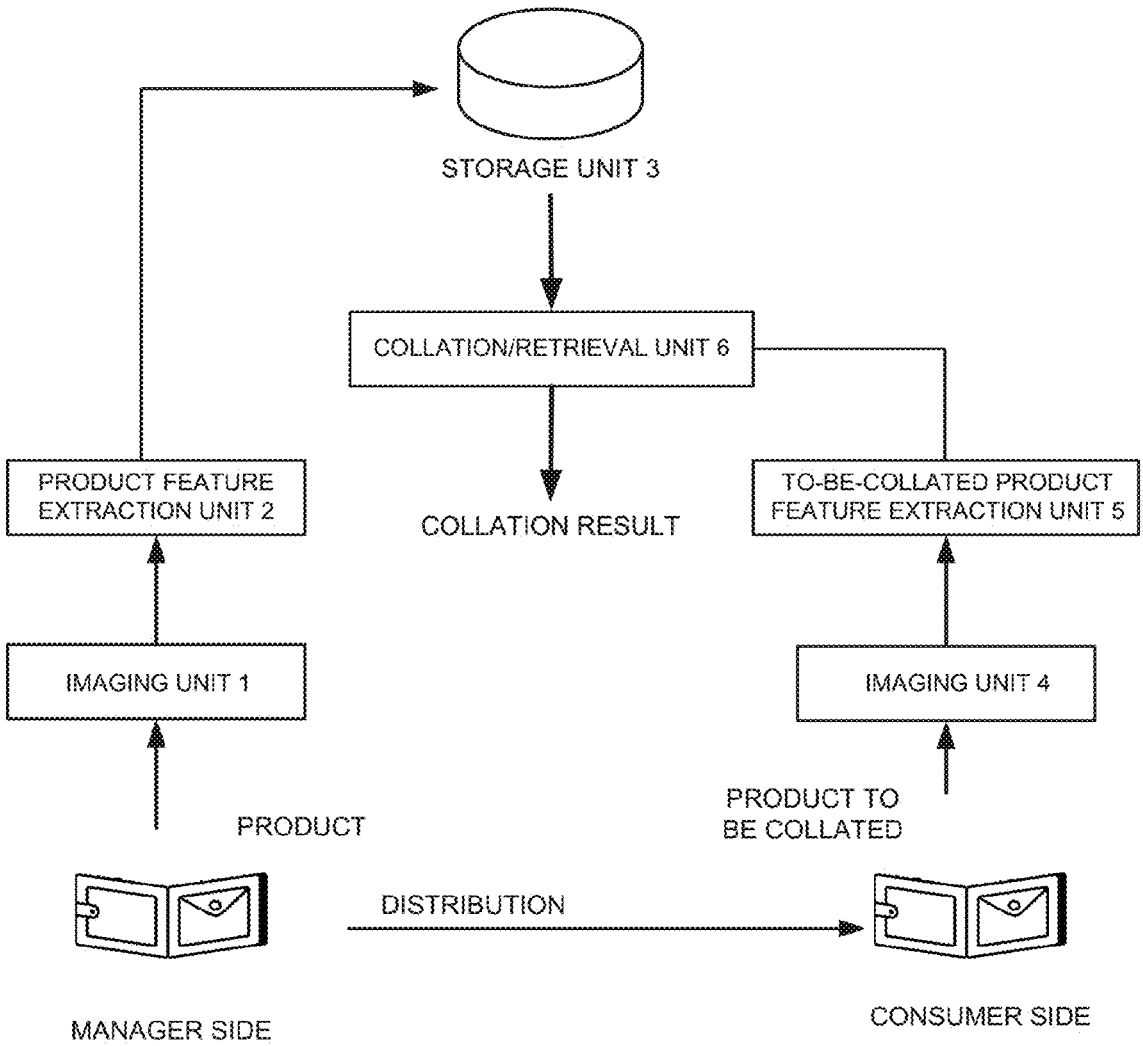 STORAGE UNIT 3
COLLATION/RETRIEVAL UNIT 6
PRODUCT FEATURE
EXTRACTION UNIT 2
COLLATION RESULT
TO-BE-COLLATED PRODUCT
FEATURE EXTRACTION UNIT 5
IMAGING UNIT 1
IMAGING UNIT 4
PRODUCT
PRODUCT TO
BE COLLATED
DISTRIBUTION
MANAGER SIDE
CONSUMER SIDE